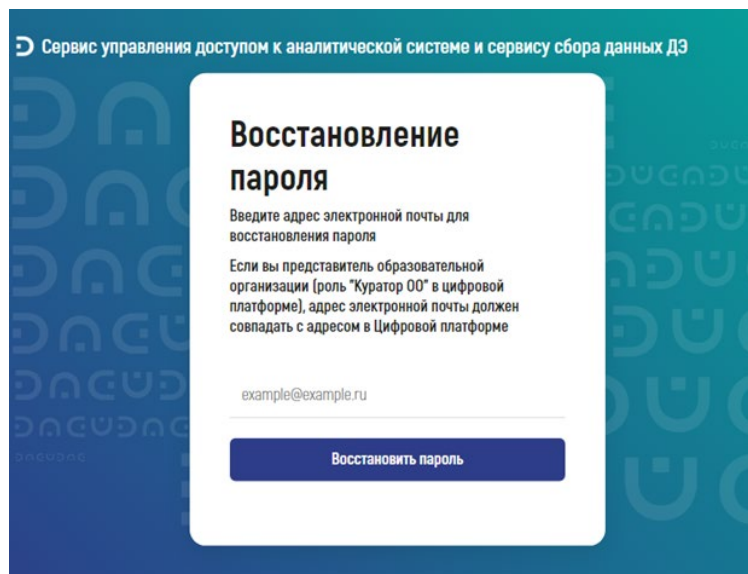 Сервис управления доступом к аналитической системе и сервису сбора данных ДЭ
Восстановление
пароля
Введите адрес электронной почты для
восстановления пароля
Если вы представитель образовательной
организации (роль "Куратор ОО" в цифровой
платформе), адрес электронной почты должен
совпадать с адресом в Цифровой платформе
example@example.ru
Восстановить пароль